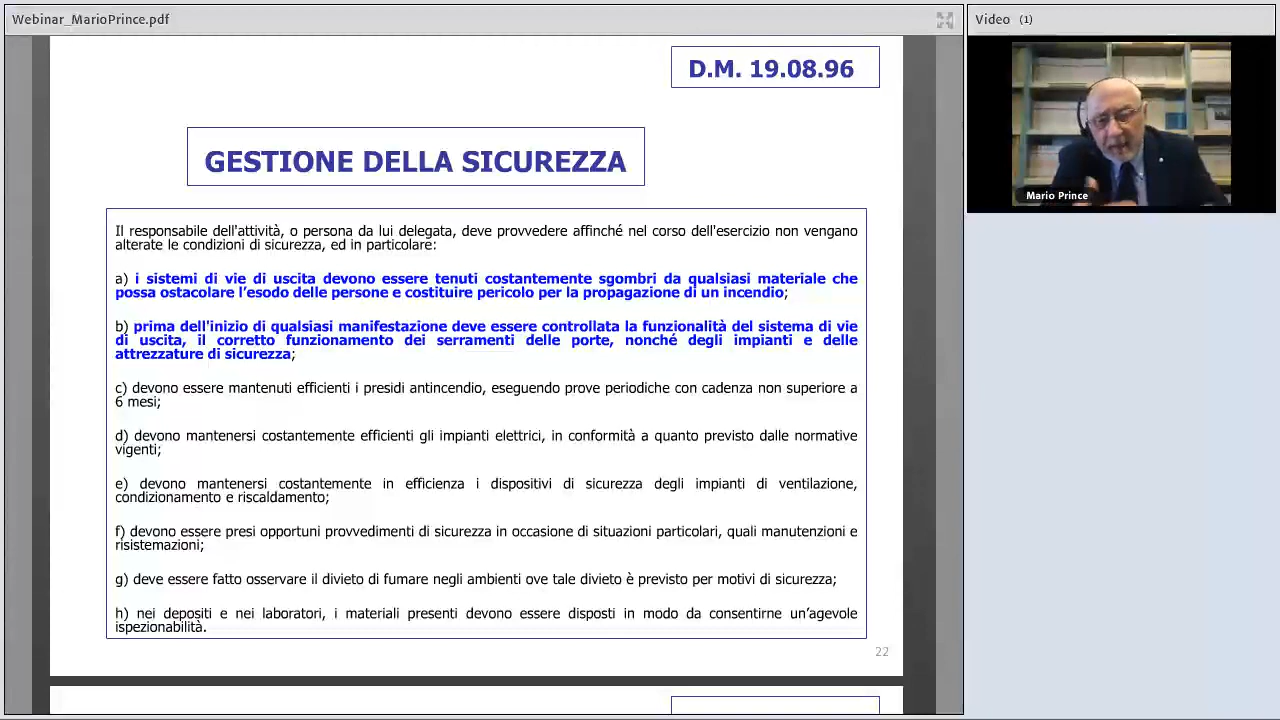 Webinar_MarioPrince.pdf
Video (1)
D.M. 19.08.96
Mario Prince
GESTIONE DELLA SICUREZZA
Il responsabile dell'attività, o persona da lui delegata, deve provvedere affinché nel corso dell'esercizio non vengano
alterate le condizioni di sicurezza, ed in particolare:
a) i sistemi di vie di uscita devono essere tenuti costantemente sgombri da qualsiasi materiale che
possa ostacolare l’esodo delle persone e costituire pericolo per la propagazione di un incendio;
b) prima dell'inizio di qualsiasi manifestazione deve essere controllata la funzionalità del sistema di vie
di uscita, il corretto funzionamento dei serramenti delle porte, nonché degli impianti e delle
attrezzature di sicurezza;
c) devono essere mantenuti efficienti i presidi antincendio, eseguendo prove periodiche con cadenza non superiore a
6 mesi;
d) devono mantenersi costantemente efficienti gli impianti elettrici, in conformità a quanto previsto dalle normative
vigenti;
e) devono mantenersi costantemente in efficienza i dispositivi di sicurezza degli impianti di ventilazione,
condizionamento e riscaldamento;
f) devono essere presi opportuni provvedimenti di sicurezza in occasione di situazioni particolari, quali manutenzioni e
risistemazioni;
g) deve essere fatto osservare il divieto di fumare negli ambienti ove tale divieto è previsto per motivi di sicurezza;
h) nei depositi e nei laboratori, i materiali presenti devono essere disposti in modo da consentirne un’agevole
ispezionabilità.
22